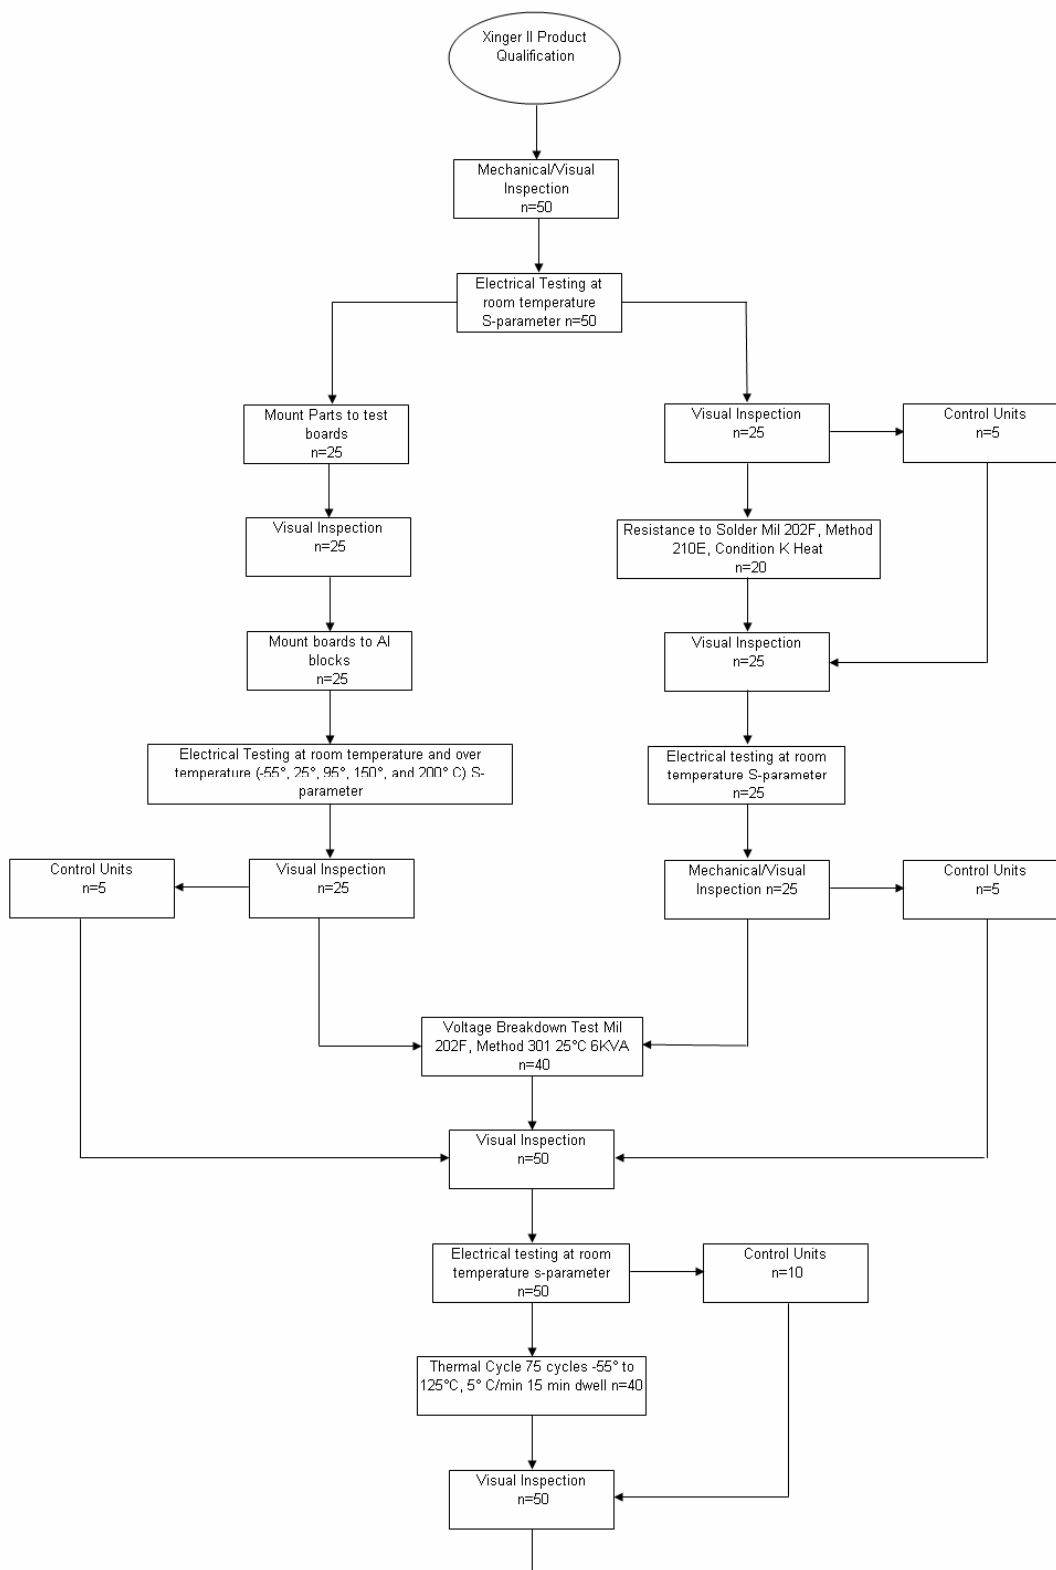 Xinger II Product
Qualification
Mechanical/Visual
Inspection
n=50
Electrical Testing at
room temperature
S-parameter n=50
Mount Parts to test
boards
n=25
Visual Inspection
n=25
Control Units
n=5
Visual Inspection
n=25
Resistance to Solder Mil 202F, Method
210E, Condition K Heat
n=20
Mount boards to Al
blocks
n=25
Visual Inspection
n=25
Electrical Testing at room temperature and over
temperature (-55°, 25°, 95°, 150°, and 200° C) S-
parameter
Electrical testing at room
temperature S-parameter
n=25
Control Units
n=5
Visual Inspection
n=25
Mechanical/Visual
Inspection n=25
Control Units
n=5
Voltage Breakdown Test Mil
202F, Method 301 25°C 6KVA
n=40
Visual Inspection
n=50
Electrical testing at room
temperature s-parameter
n=50
Control Units
n=10
Thermal Cycle 75 cycles -55° to
125°C, 5° C/min 15 min dwell n=40
Visual Inspection
n=50